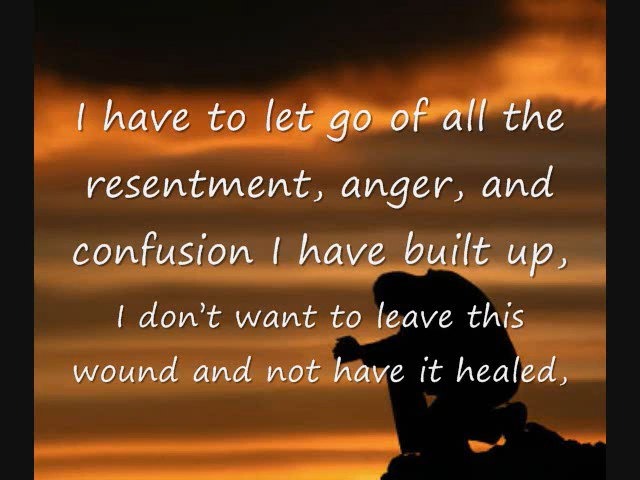 I have to let go of all the
resentment, anger, and
confusion I have built up,
I don't want to leave this
wound and not have it healed,